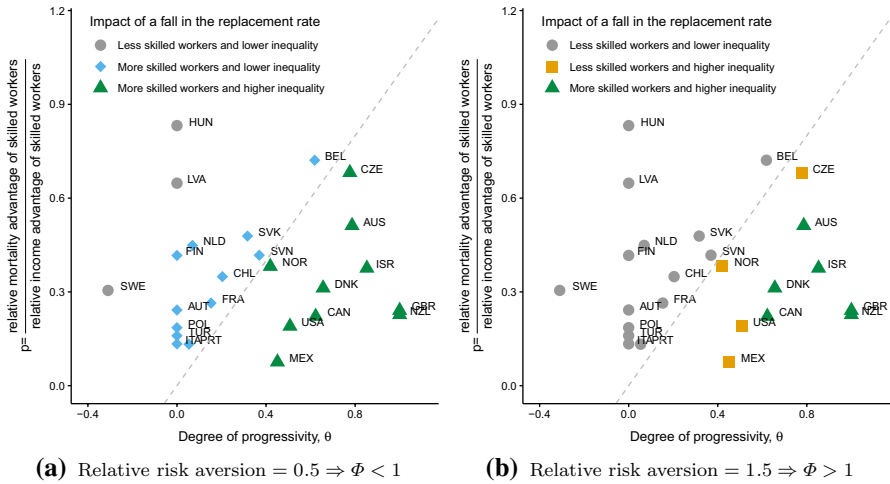 Impact of a fall in the replacement rate
Less skilled workers and lower inequality
More skilled workers and lower inequality
More skilled workers and higher inequality
p= relative mortality advantage of skilled workers
relative income advantage of skilled workers
1.2
0.9
0.6
0.3
0.0
HUN
BEL
CZE
LVA
AUS
SVK
NLD
FIN
SVN
NOR
ISR
CHL
SWE
DNK
FRA
AUT
CAN
GBR
NZL
POL
USA
TUR
ITA
PRT
MEX
−0.4 0.0 0.4 0.8
Degree of progressivity, θ
(a) Relative risk aversion = 0.5 ⇒ Φ < 1
Impact of a fall in the replacement rate
Less skilled workers and lower inequality
Less skilled workers and higher inequality
More skilled workers and higher inequality
p= relative mortality advantage of skilled workers
relative income advantage of skilled workers
1.2
0.9
0.6
0.3
0.0
HUN
BEL
CZE
LVA
AUS
SVK
NLD
FIN
SVN
NOR
ISR
CHL
SWE
DNK
FRA
AUT
CAN
GBR
NZL
POL
USA
TUR
ITA
PRT
MEX
−0.4 0.0 0.4 0.8
Degree of progressivity, θ
(b) Relative risk aversion = 1.5 ⇒ Φ > 1